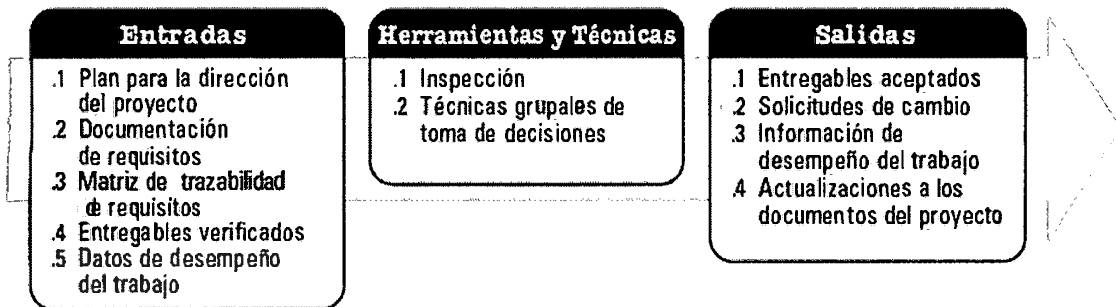 Entradas
.1 Plan para la dirección
del proyecto
.2 Documentación
de requisitos
.3 Matriz de trazabilidad
de requisitos
.4 Entregables verificados
.5 Datos de desempeño
del trabajo
Herramientas y Técnicas
.1 Inspección
.2 Técnicas grupales de
toma de decisiones
Salidas
.1 Entregables aceptados
.2 Solicitudes de cambio
.3 Información de
desempeño del trabajo
.4 Actualizaciones a los
documentos del proyecto